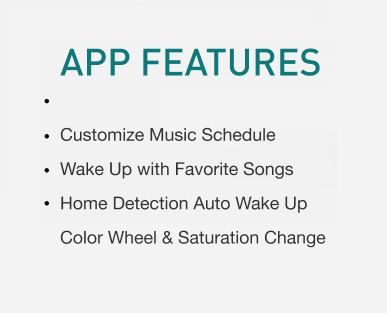 APP FEATURES
•
• Customize Music Schedule
• Wake Up with Favorite Songs
• Home Detection Auto Wake Up
Color Wheel & Saturation Change